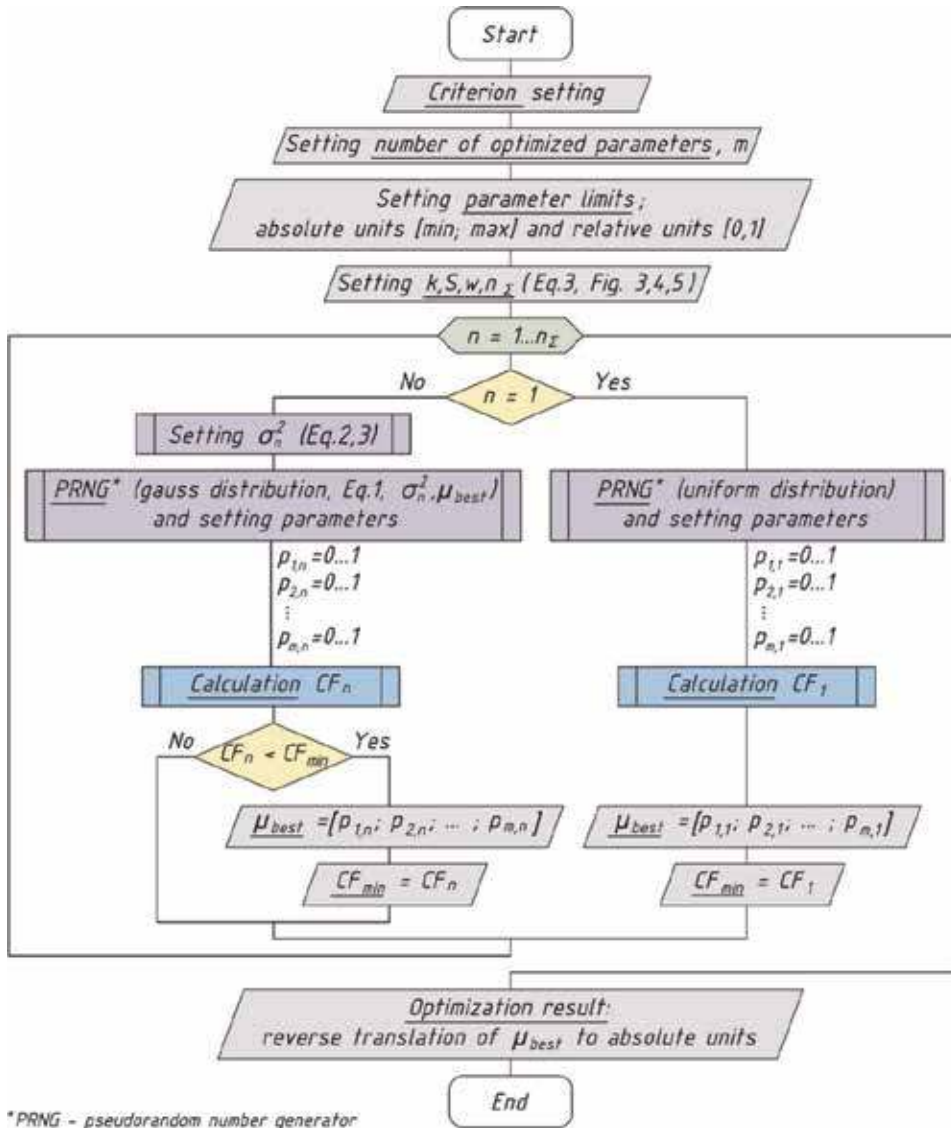 Start
Criterion setting
Setting number of optimized parameters, m
Setting parameter limits;
absolute units [min; max] and relative units [0,1]
Setting k,S,w,n_Σ (Eq.3, Fig. 3,4,5)
n = 1...n_Σ
No
n = 1
Yes
Setting σ_n^2 (Eq.2,3)
PRNG* (gauss distribution, Eq.1, σ_n^2,μ_best)
and setting parameters
p_1,n=0...1
p_2,n=0...1
⋮
p_m,n=0...1
Calculation CF_n
No
CF_n < CF_min
Yes
μ_best =[p_1,n; p_2,n; ... ; p_m,n]
CF_min = CF_n
PRNG* (uniform distribution)
and setting parameters
p_1,1=0...1
p_2,1=0...1
⋮
p_m,1=0...1
Calculation CF_1
μ_best =[p_1,1; p_2,1; ... ; p_m,1]
CF_min = CF_1
Optimization result:
reverse translation of μ_best to absolute units
End
*PRNG - pseudorandom number generator